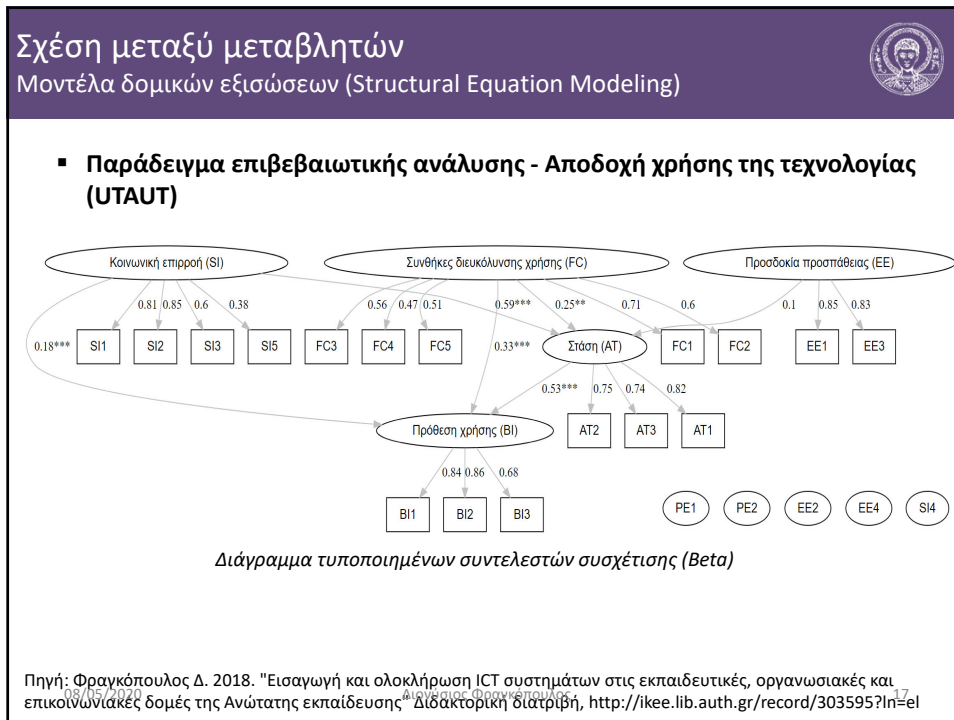 Σχέση μεταξύ μεταβλητών
Μοντέλα δομικών εξισώσεων (Structural Equation Modeling)
▪ Παράδειγμα επιβεβαιωτικής ανάλυσης - Αποδοχή χρήσης της τεχνολογίας
(UTAUT)
Κοινωνική επιρροή (SI) Συνθήκες διευκόλυνσης χρήσης (FC) Προσδοκία προσπάθειας (EE)
0.81 0.85 0.6 0.38 0.56 0.47 0.51 0.59*** 0.25** 0.71 0.6 0.1 0.85 0.83
0.18*** SI1 SI2 SI3 SI5 FC3 FC4 FC5 0.33*** Στάση (AT) FC1 FC2 EE1 EE3
0.53*** 0.75 0.74 0.82
Πρόθεση χρήσης (BI) AT2 AT3 AT1
0.84 0.86 0.68
BI1 BI2 BI3 PE1 PE2 EE2 EE4 SI4
Διάγραμμα τυποποιημένων συντελεστών συσχέτισης (Beta)
Πηγή: Φραγκόπουλος Δ. 2018. "Εισαγωγή και ολοκλήρωση ICT συστημάτων στις εκπαιδευτικές, οργανωσιακές και
επικοινωνιακές δομές της Ανώτατης εκπαίδευσης" Διδακτορική διατριβή, http://ikee.lib.auth.gr/record/303595?ln=el
08/05/2020 Διονύσιος Φραγκόπουλος 17